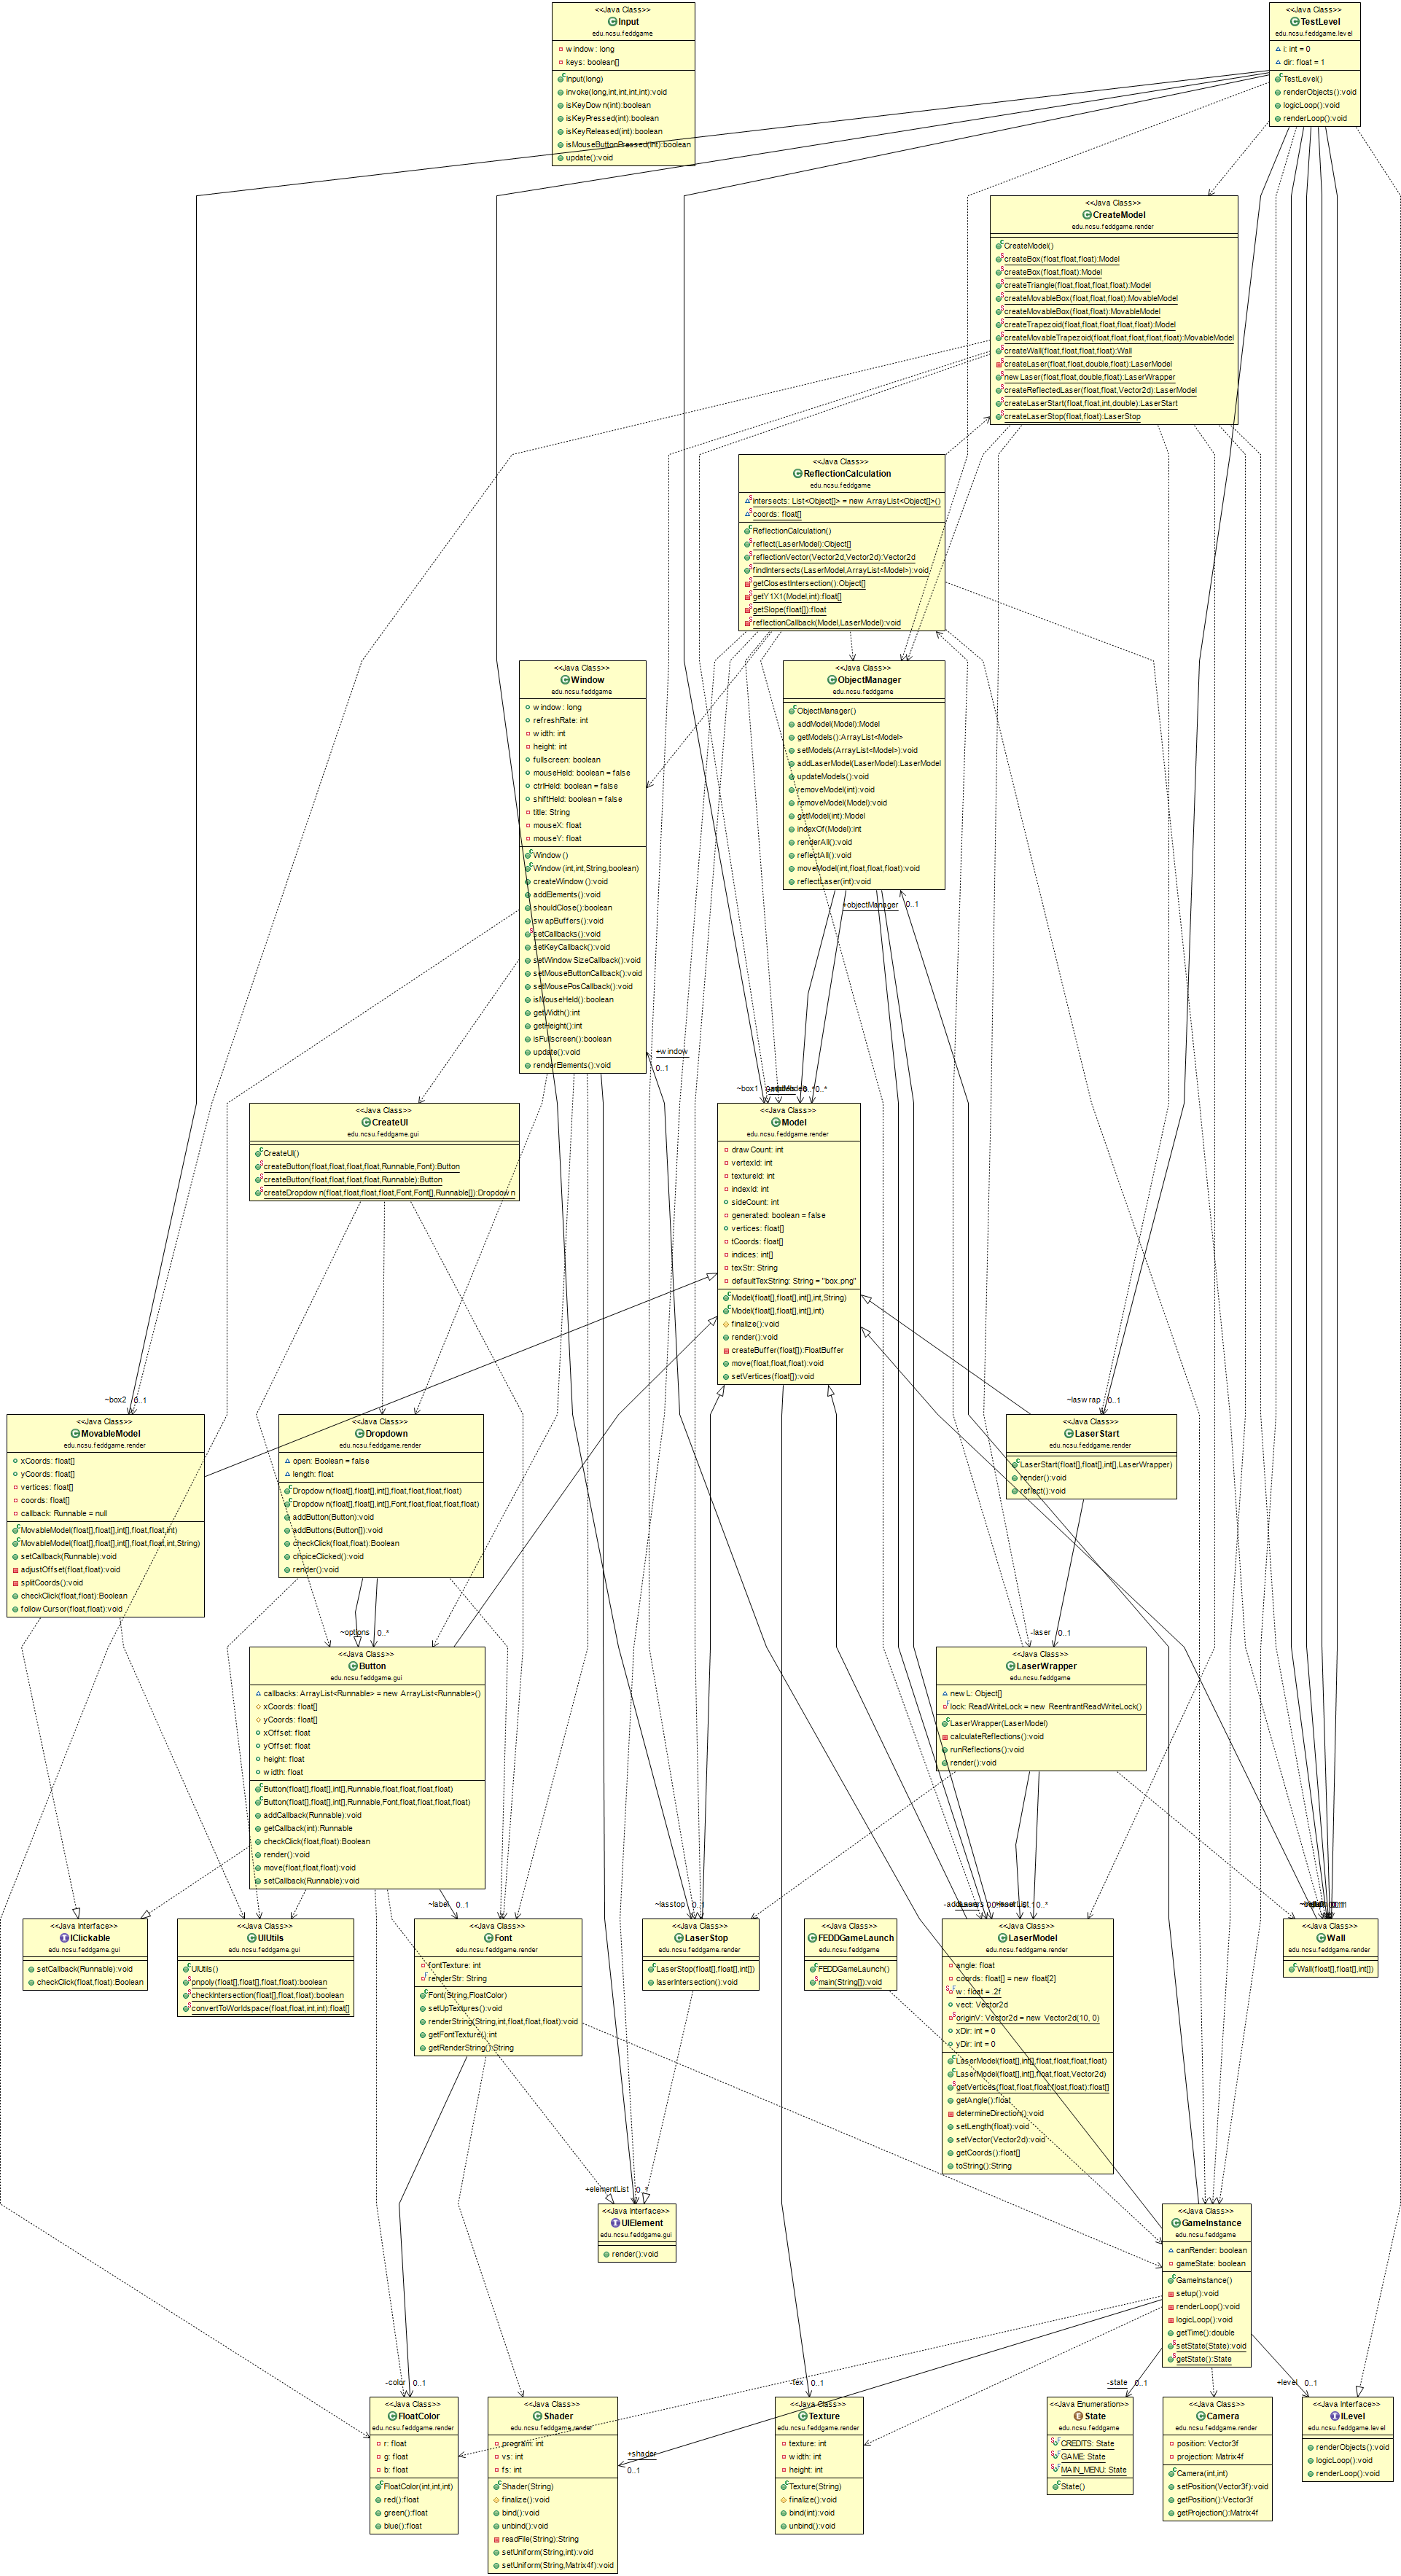 <<Java Class>>
Input
edu.ncsu.feddgame
window: long
keys: boolean[]
Input(long)
invoke(long,int,int,int,int):void
isKeyDown(int):boolean
isKeyPressed(int):boolean
isKeyReleased(int):boolean
isMouseButtonPressed(int):boolean
update():void
<<Java Class>>
TestLevel
edu.ncsu.feddgame.level
i: int = 0
dir: float = 1
TestLevel()
renderObjects():void
logicLoop():void
renderLoop():void
<<Java Class>>
CreateModel
edu.ncsu.feddgame.render
CreateModel()
createBox(float,float,float):Model
createBox(float,float):Model
createTriangle(float,float,float,float):Model
createMovableBox(float,float,float):MovableModel
createMovableBox(float,float):MovableModel
createTrapezoid(float,float,float,float,float):Model
createMovableTrapezoid(float,float,float,float,float):MovableModel
createWall(float,float,float,float):Wall
createLaser(float,float,double,float):LaserModel
newLaser(float,float,double,float):LaserWrapper
createReflectedLaser(float,float,Vector2d):LaserModel
createLaserStart(float,float,int,double):LaserStart
createLaserStop(float,float):LaserStop
<<Java Class>>
ReflectionCalculation
edu.ncsu.feddgame
intersects: List<Object[]> = new ArrayList<Object[]>()
coords: float[]
ReflectionCalculation()
reflect(LaserModel):Object[]
reflectionVector(Vector2d,Vector2d):Vector2d
findIntersects(LaserModel,ArrayList<Model>):void
getClosestIntersection():Object[]
getY1X1(Model,int):float[]
getSlope(float[]):float
reflectionCallback(Model,LaserModel):void
<<Java Class>>
Window
edu.ncsu.feddgame
window: long
refreshRate: int
width: int
height: int
fullscreen: boolean
mouseHeld: boolean = false
ctrlHeld: boolean = false
shiftHeld: boolean = false
title: String
mouseX: float
mouseY: float
Window()
Window(int,int,String,boolean)
createWindow():void
addElements():void
shouldClose():boolean
swapBuffers():void
setCallbacks():void
setKeyCallback():void
setWindowSizeCallback():void
setMouseButtonCallback():void
setMousePosCallback():void
isMouseHeld():boolean
getWidth():int
getHeight():int
isFullscreen():boolean
update():void
renderElements():void
<<Java Class>>
ObjectManager
edu.ncsu.feddgame
ObjectManager()
addModel(Model):Model
getModels():ArrayList<Model>
setModels(ArrayList<Model>):void
addLaserModel(LaserModel):LaserModel
updateModels():void
removeModel(int):void
removeModel(Model):void
getModel(int):Model
indexOf(Model):int
renderAll():void
reflectAll():void
moveModel(int,float,float,float):void
reflectLaser(int):void
+objectManager 0..1
+window
0..1
~box1
0..*
<<Java Class>>
CreateUI
edu.ncsu.feddgame.gui
CreateUI()
createButton(float,float,float,float,Runnable,Font):Button
createButton(float,float,float,float,Runnable):Button
createDropdown(float,float,float,float,Font,Font[],Runnable[]):Dropdown
<<Java Class>>
Model
edu.ncsu.feddgame.render
drawCount: int
vertexId: int
textureId: int
indexId: int
sideCount: int
generated: boolean = false
vertices: float[]
tCoords: float[]
indices: int[]
texStr: String
defaultTexString: String = "box.png"
Model(float[],float[],int[],int,String)
Model(float[],float[],int[],int)
finalize():void
render():void
createBuffer(float[]):FloatBuffer
move(float,float,float):void
setVertices(float[]):void
~box2 0..1
~laswrap 0..1
<<Java Class>>
MovableModel
edu.ncsu.feddgame.render
xCoords: float[]
yCoords: float[]
vertices: float[]
coords: float[]
callback: Runnable = null
MovableModel(float[],float[],int[],float,float,int)
MovableModel(float[],float[],int[],float,float,int,String)
setCallback(Runnable):void
adjustOffset(float,float):void
splitCoords():void
checkClick(float,float):Boolean
followCursor(float,float):void
<<Java Class>>
Dropdown
edu.ncsu.feddgame.render
open: Boolean = false
length: float
Dropdown(float[],float[],int[],float,float,float,float)
Dropdown(float[],float[],int[],Font,float,float,float,float)
addButton(Button):void
addButtons(Button[]):void
checkClick(float,float):Boolean
choiceClicked():void
render():void
<<Java Class>>
LaserStart
edu.ncsu.feddgame.render
LaserStart(float[],float[],int[],LaserWrapper)
render():void
reflect():void
~options 0..*
-laser 0..1
<<Java Class>>
Button
edu.ncsu.feddgame.gui
callbacks: ArrayList<Runnable> = new ArrayList<Runnable>()
xCoords: float[]
yCoords: float[]
xOffset: float
yOffset: float
height: float
width: float
Button(float[],float[],int[],Runnable,float,float,float,float)
Button(float[],float[],int[],Runnable,Font,float,float,float,float)
addCallback(Runnable):void
getCallback(int):Runnable
checkClick(float,float):Boolean
render():void
move(float,float,float):void
setCallback(Runnable):void
<<Java Class>>
LaserWrapper
edu.ncsu.feddgame
newL: Object[]
lock: ReadWriteLock = new ReentrantReadWriteLock()
LaserWrapper(LaserModel)
calculateReflections():void
runReflections():void
render():void
~label 0..1
~lasstop
0..*
<<Java Interface>>
IClickable
edu.ncsu.feddgame.gui
setCallback(Runnable):void
checkClick(float,float):Boolean
<<Java Class>>
UIUtils
edu.ncsu.feddgame.gui
UIUtils()
pnpoly(float[],float[],float,float):boolean
checkIntersection(float[],float,float):boolean
convertToWorldspace(float,float,int,int):float[]
<<Java Class>>
Font
edu.ncsu.feddgame.render
fontTexture: int
renderStr: String
Font(String,FloatColor)
setUpTextures():void
renderString(String,int,float,float,float):void
getFontTexture():int
getRenderString():String
<<Java Class>>
LaserStop
edu.ncsu.feddgame.render
LaserStop(float[],float[],int[])
laserIntersection():void
<<Java Class>>
FEDDGameLaunch
edu.ncsu.feddgame
FEDDGameLaunch()
main(String[]):void
<<Java Class>>
LaserModel
edu.ncsu.feddgame.render
angle: float
coords: float[] = new float[2]
w: float = .2f
vect: Vector2d
originV: Vector2d = new Vector2d(10, 0)
xDir: int = 0
yDir: int = 0
LaserModel(float[],int[],float,float,float,float)
LaserModel(float[],int[],float,float,Vector2d)
getVertices(float,float,float,float,float):float[]
getAngle():float
determineDirection():void
setLength(float):void
setVector(Vector2d):void
getCoords():float[]
toString():String
<<Java Class>>
Wall
edu.ncsu.feddgame.render
Wall(float[],float[],int[])
+elementList 0..*
<<Java Interface>>
UIElement
edu.ncsu.feddgame.gui
render():void
<<Java Class>>
GameInstance
edu.ncsu.feddgame
canRender: boolean
gameState: boolean
GameInstance()
setup():void
renderLoop():void
logicLoop():void
getTime():double
setState(State):void
getState():State
-color 0..1
+shader
0..1
-tex 0..1
-state 0..1
+level 0..1
<<Java Class>>
FloatColor
edu.ncsu.feddgame.render
r: float
g: float
b: float
FloatColor(int,int,int)
red():float
green():float
blue():float
<<Java Class>>
Shader
edu.ncsu.feddgame.render
program: int
vs: int
fs: int
Shader(String)
finalize():void
bind():void
unbind():void
readFile(String):String
setUniform(String,int):void
setUniform(String,Matrix4f):void
<<Java Class>>
Texture
edu.ncsu.feddgame.render
texture: int
width: int
height: int
Texture(String)
finalize():void
bind(int):void
unbind():void
<<Java Enumeration>>
State
edu.ncsu.feddgame
CREDITS: State
GAME: State
MAIN_MENU: State
State()
<<Java Class>>
Camera
edu.ncsu.feddgame.render
position: Vector3f
projection: Matrix4f
Camera(int,int)
setPosition(Vector3f):void
getPosition():Vector3f
getProjection():Matrix4f
<<Java Interface>>
ILevel
edu.ncsu.feddgame.level
renderObjects():void
logicLoop():void
renderLoop():void